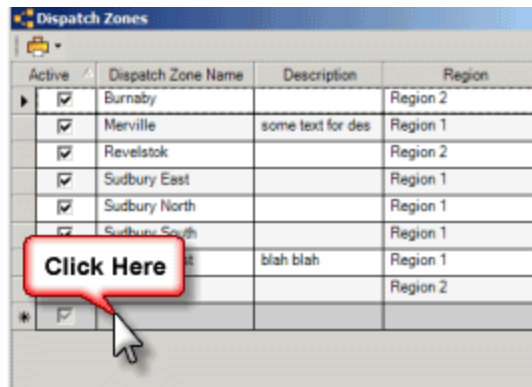 Dispatch Zones
Active Dispatch Zone Name Description Region
Burnaby Region 2
Merville some text for des Region 1
Revelstok Region 2
Sudbury East Region 1
Sudbury North Region 1
Sudbury South Region 1
Click Here
blah blah Region 1
Region 2